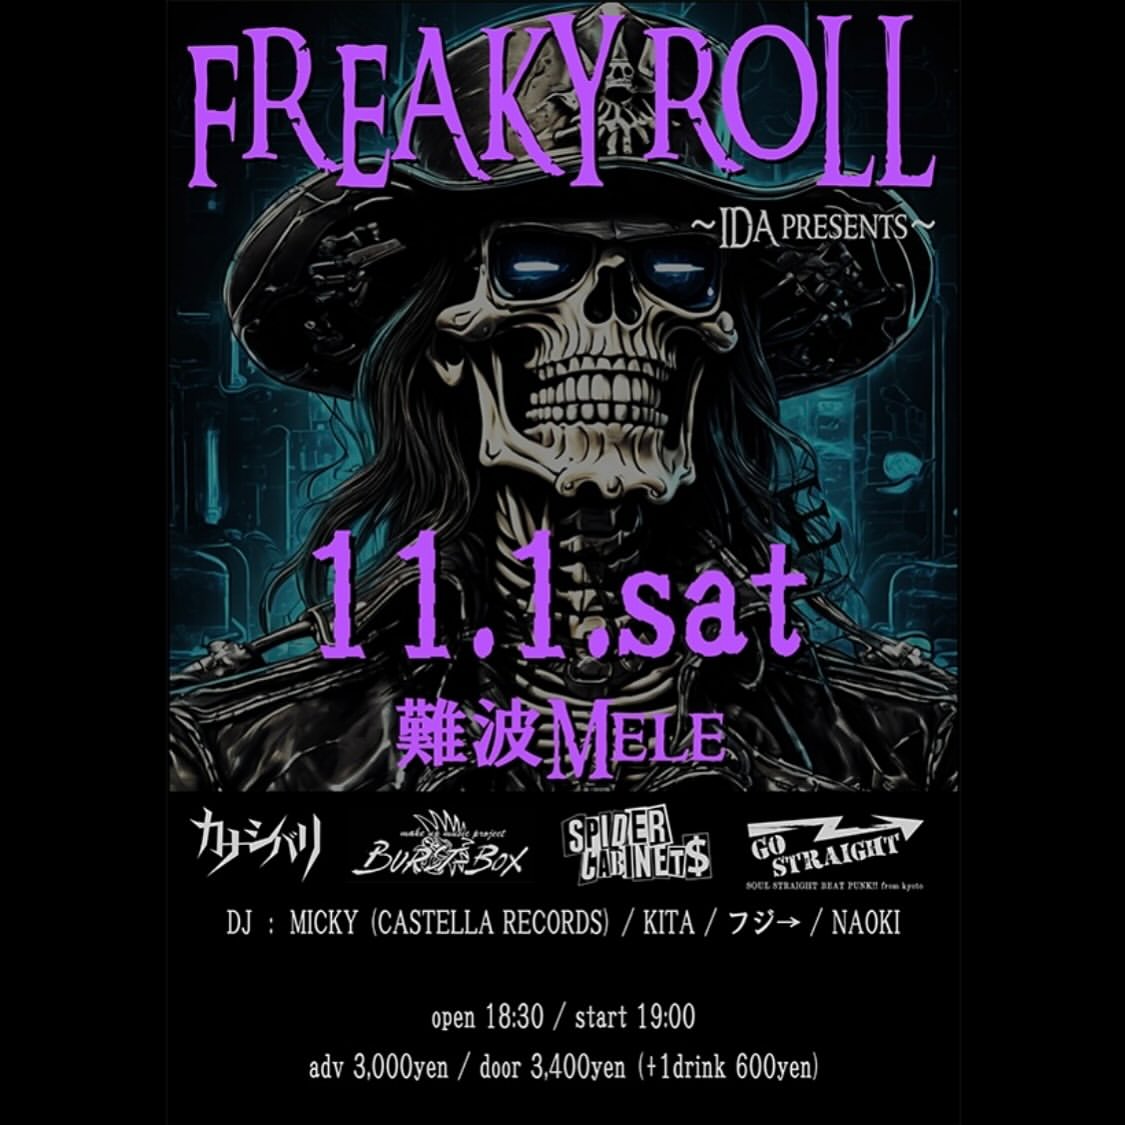 FREAKY ROLL
~IDA PRESENTS~
11.1.sat
難波MELE
カナシバリ
make up music project
BURST BOX
SPIDER
CABINET$
GO
STRAIGHT
SOUL STRAIGHT BEAT PUNK!! from kyoto
DJ : MICKY (CASTELLA RECORDS) / KITA / フジ→ / NAOKI
open 18:30 / start 19:00
adv 3,000yen / door 3,400yen (+1drink 600yen)